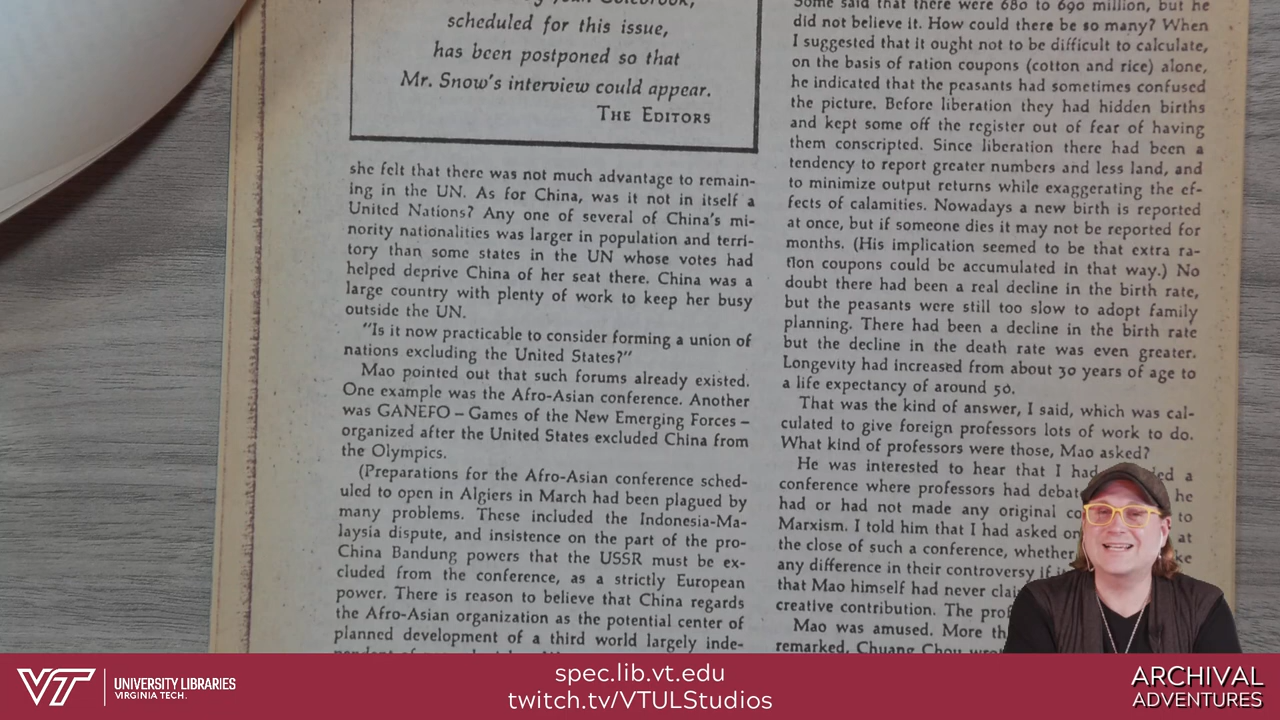 scheduled for this issue,
has been postponed so that
Mr. Snow's interview could appear.
THE EDITORS
she felt that there was not much advantage to remain-
ing in the UN. As for China, was it not in itself a
United Nations? Any one of several of China's mi-
nority nationalities was larger in population and terri-
tory than some states in the UN whose votes had
helped deprive China of her seat there. China was a
large country with plenty of work to keep her busy
outside the UN.
"Is it now practicable to consider forming a union of
nations excluding the United States?"
Mao pointed out that such forums already existed.
One example was the Afro-Asian conference. Another
was GANEFO – Games of the New Emerging Forces –
organized after the United States excluded China from
the Olympics.
(Preparations for the Afro-Asian conference sched-
uled to open in Algiers in March had been plagued by
many problems. These included the Indonesia-Ma-
laysia dispute, and insistence on the part of the pro-
China Bandung powers that the USSR must be ex-
cluded from the conference, as a strictly European
power. There is reason to believe that China regards
the Afro-Asian organization as the potential center of
planned development of a third world largely inde-
Some said that there were 680 to 690 million, but he
did not believe it. How could there be so many? When
I suggested that it ought not to be difficult to calculate,
on the basis of ration coupons (cotton and rice) alone,
he indicated that the peasants had sometimes confused
the picture. Before liberation they had hidden births
and kept some off the register out of fear of having
them conscripted. Since liberation there had been a
tendency to report greater numbers and less land, and
to minimize output returns while exaggerating the ef-
fects of calamities. Nowadays a new birth is reported
at once, but if someone dies it may not be reported for
months. (His implication seemed to be that extra ra-
tion coupons could be accumulated in that way.) No
doubt there had been a real decline in the birth rate,
but the peasants were still too slow to adopt family
planning. There had been a decline in the birth rate
but the decline in the death rate was even greater.
Longevity had increased from about 30 years of age to
a life expectancy of around 50.
That was the kind of answer, I said, which was cal-
culated to give foreign professors lots of work to do.
What kind of professors were those, Mao asked?
He was interested to hear that I had a
conference where professors had he
had or had not made any original to
Marxism. I told him that I had asked at
the close of such a conference, whether
any difference in their controversy if
that Mao himself had never
creative contribution. The
Mao was amused. More
remarked, Chuang Chou
VT UNIVERSITY LIBRARIES
VIRGINIA TECH.
spec.lib.vt.edu
twitch.tv/VTULStudios
ARCHIVAL
ADVENTURES